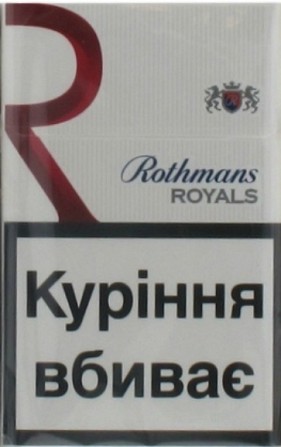 R
Rothmans
ROYALS
Куріння
вбиває